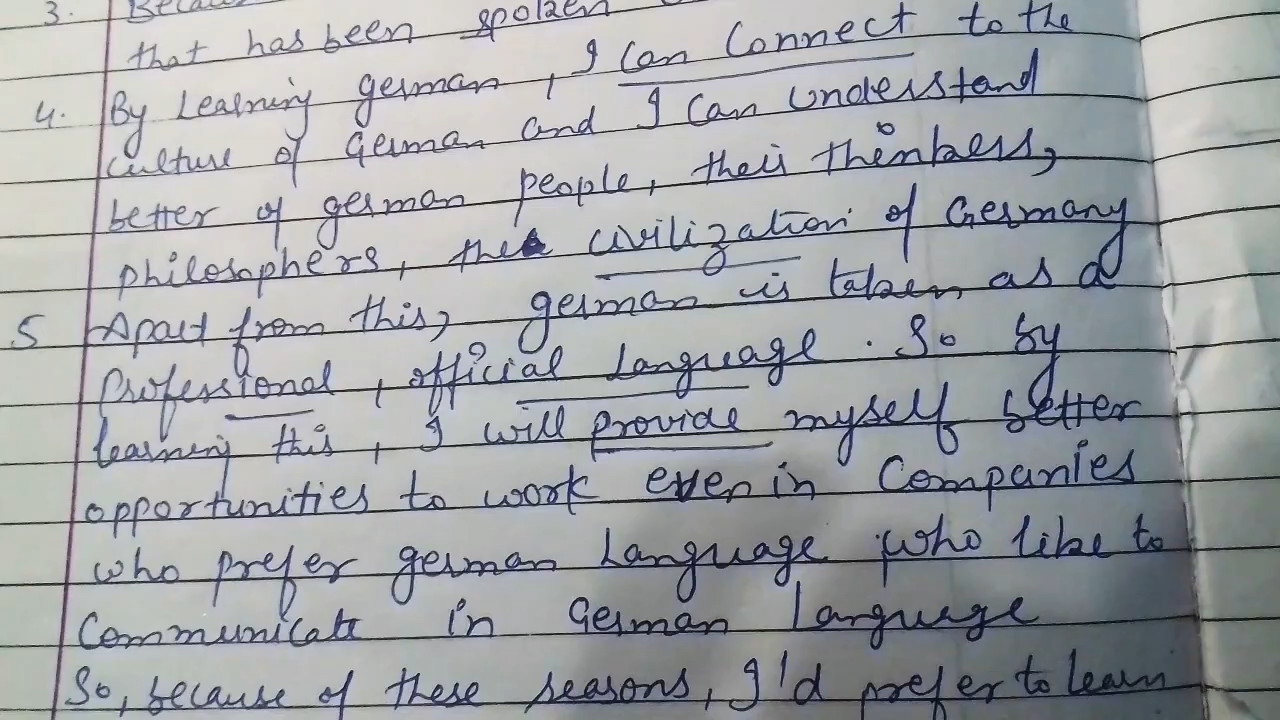 3. Because
that has been spoken
4. By Learning german, I can Connect to the
culture of German and I can understand
better of german people, their thinkers,
philosophers, the civilization of Germany
5 Apart from this, german is taken as a
professional, official Language. So by
learning this, I will provide myself better
opportunities to work even in Companies
who prefer german Language who like to
Communicate in German Language
So, because of these reasons, I'd prefer to learn